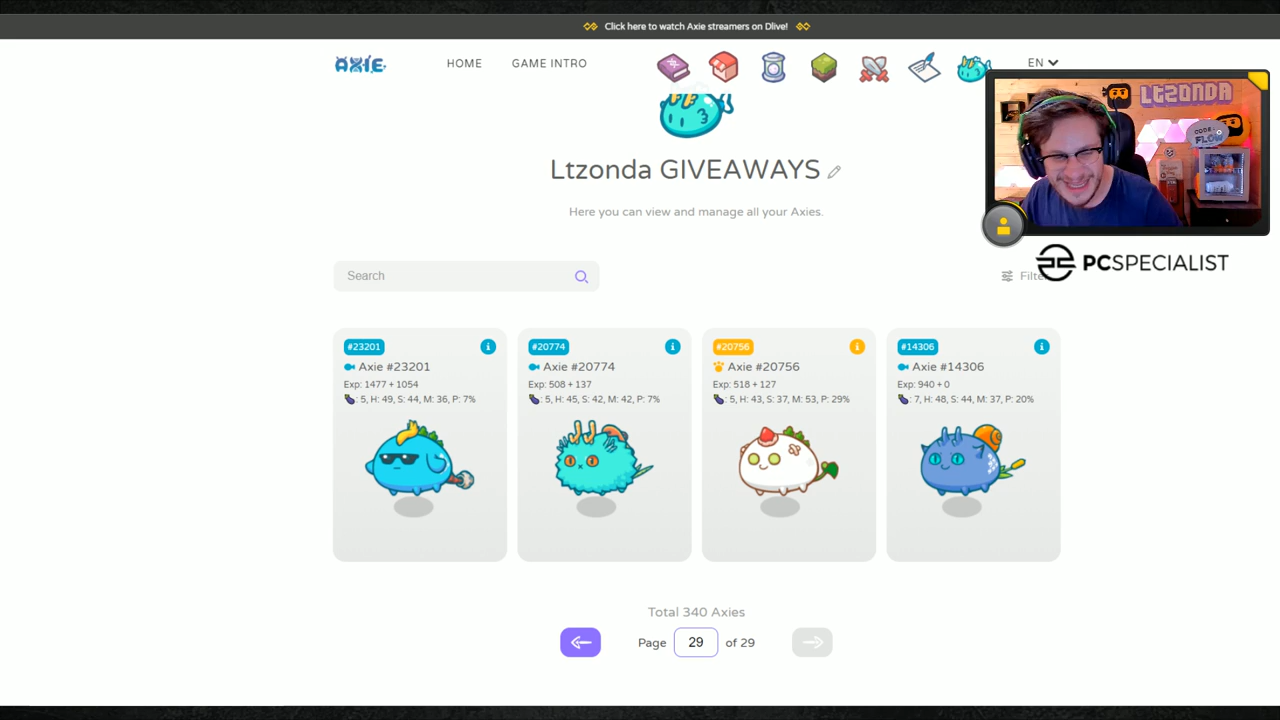 Click here to watch Axie streamers on Dlive!
AXIE
HOME
GAME INTRO
EN
LTZONDA
CODE
FLOW
Ltzonda GIVEAWAYS
Here you can view and manage all your Axies.
PCSPECIALIST
Search
#23201
Axie #23201
Exp: 1477 + 1054
: 5, H: 49, S: 44, M: 36, P: 7%
#20774
Axie #20774
Exp: 508 + 137
: 5, H: 45, S: 42, M: 42, P: 7%
#20756
Axie #20756
Exp: 518 + 127
: 5, H: 43, S: 37, M: 53, P: 29%
#14306
Axie #14306
Exp: 940 + 0
: 7, H: 48, S: 44, M: 37, P: 20%
Total 340 Axies
Page 29 of 29